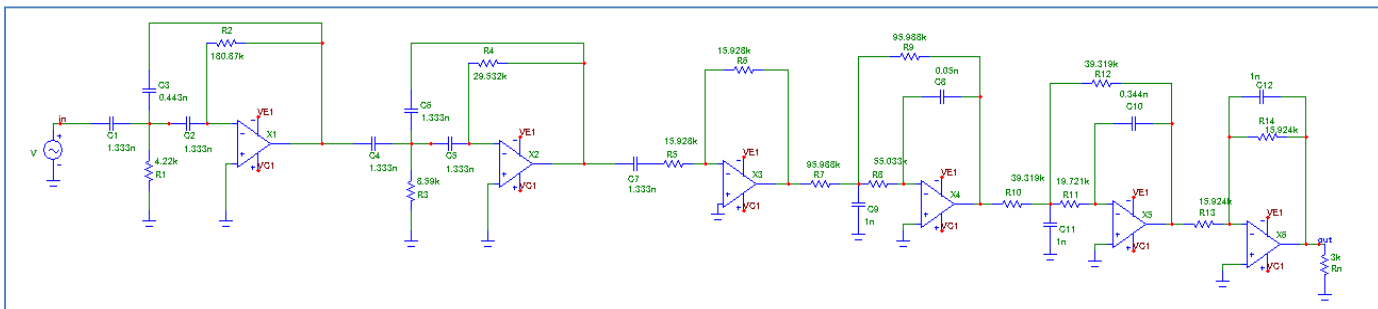 R2
180.87k
C3
0.443n
in
V
C1
1.333n
C2
1.333n
4.22k
R1
VE1
X1
VC1
R4
29.532k
C6
1.333n
C4
1.333n
C5
1.333n
8.59k
R3
VE1
X2
VC1
15.928k
R6
C7
1.333n
15.928k
R5
VE1
X3
VC1
95.988k
R9
0.05n
C8
95.988k
R7
55.033k
R8
C9
1n
VE1
X4
VC1
39.319k
R12
0.344n
C10
39.319k
R10
19.721k
R11
C11
1n
VE1
X5
VC1
1n
C12
R14
15.924k
15.924k
R13
VE1
X6
VC1
out
3k
Rn